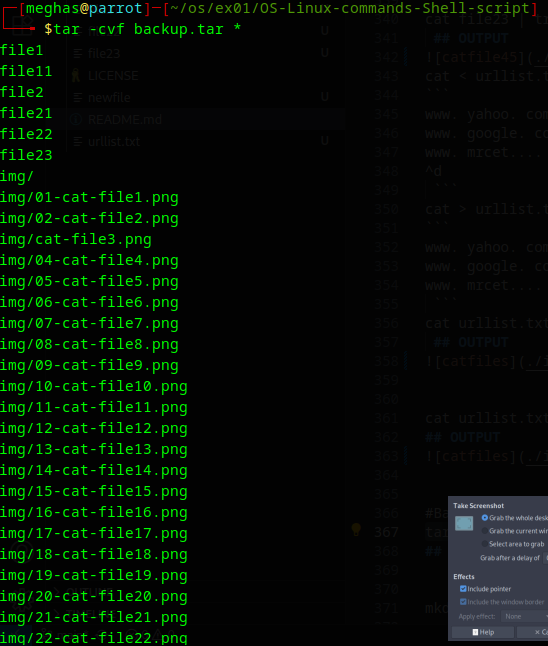 [meghas@parrot]-[~/os/ex01/OS-Linux-commands-Shell-script]
$tar -cvf backup.tar *
file1
file11
file2
file21
file22
file23
img/
img/01-cat-file1.png
img/02-cat-file2.png
img/cat-file3.png
img/04-cat-file4.png
img/05-cat-file5.png
img/06-cat-file6.png
img/07-cat-file7.png
img/08-cat-file8.png
img/09-cat-file9.png
img/10-cat-file10.png
img/11-cat-file11.png
img/12-cat-file12.png
img/13-cat-file13.png
img/14-cat-file14.png
img/15-cat-file15.png
img/16-cat-file16.png
img/17-cat-file17.png
img/18-cat-file18.png
img/19-cat-file19.png
img/20-cat-file20.png
img/21-cat-file21.png
img/22-cat-file22.png
U
file23 U
LICENSE
newfile U
README.md
urllist.txt U
340 cat file23 | t
341 ## OUTPUT
342 ![catfile45](./
343 cat < urllist.t
344 ```
345 www. yahoo. com
346 www. google. c
347 www. mrcet....
348 ^d
349 ```
350 cat > urllist.t
351 ```
352 www. yahoo. com
353 www. google. co
354 www. mrcet....
355 ```
356 cat urllist.txt
357 ## OUTPUT
358 ![catfiles](./i
359
360
361 cat urllist.txt
362 ## OUTPUT
363 ![catfiles](./i
364
365
366 #Ba
367 ta
368 ##
369
370
371 mkd
Take Screenshot
Grab the whole desk
Grab the current win
Select area to grab
Grab after a delay of
Effects
Include pointer
Include the window border
Apply effect: None
Help